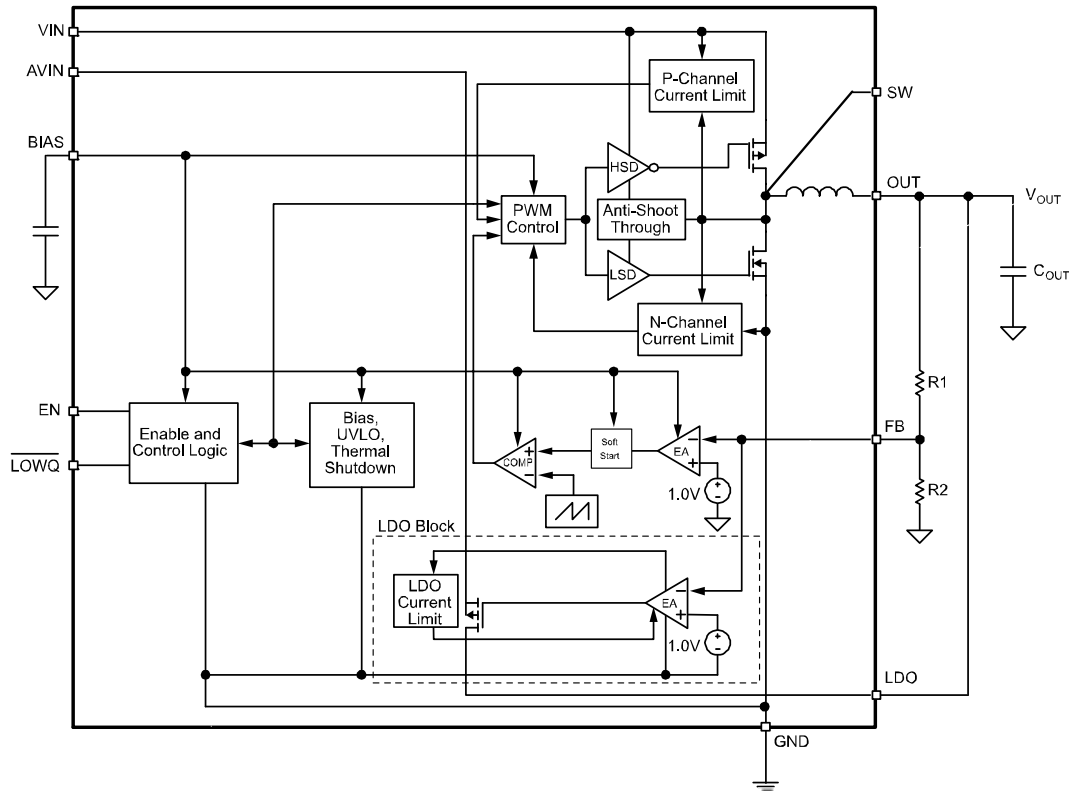 VIN
AVIN
P-Channel
Current Limit
SW
BIAS
HSD
OUT
VOUT
PWM
Control
Anti-Shoot
Through
LSD
COUT
N-Channel
Current Limit
R1
EN
Enable and
Control Logic
Bias,
UVLO,
Thermal
Shutdown
FB
LOWQ
+
COMP
−
Soft
Start
−
EA
+
1.0V
+
−
R2
LDO Block
LDO
Current
Limit
−
EA
+
1.0V
+
−
LDO
GND